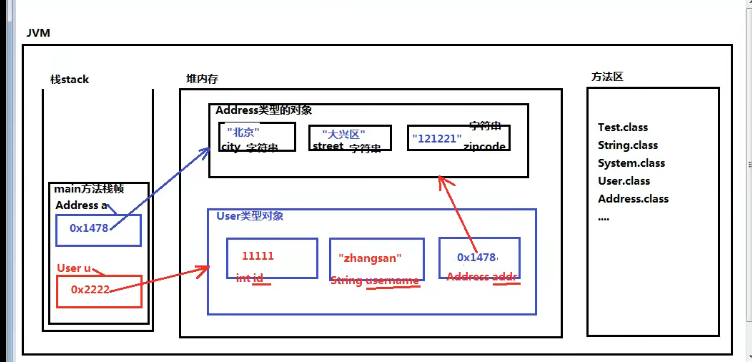 JVM
栈stack
堆内存
方法区
Address类型的对象
"北京"
city 字符串
"大兴区"
street 字符串
字符串
"121221"
zipcode
main方法栈帧
Address a
0x1478
User u
0x2222
User类型对象
11111
int id
"zhangsan"
String username
0x1478
Address addr
Test.class
String.class
System.class
User.class
Address.class
....